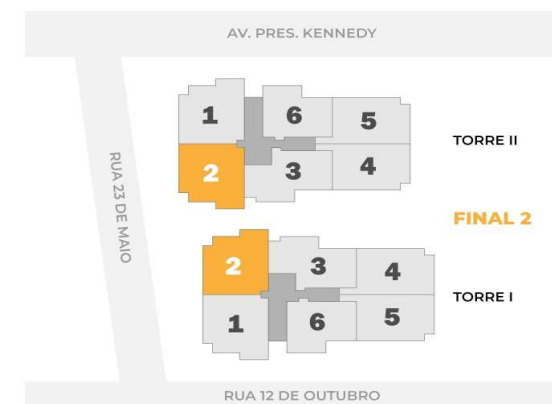 AV. PRES. KENNEDY
1
6
5
TORRE II
2
3
4
RUA 23 DE MAIO
FINAL 2
2
3
4
TORRE I
1
6
5
RUA 12 DE OUTUBRO